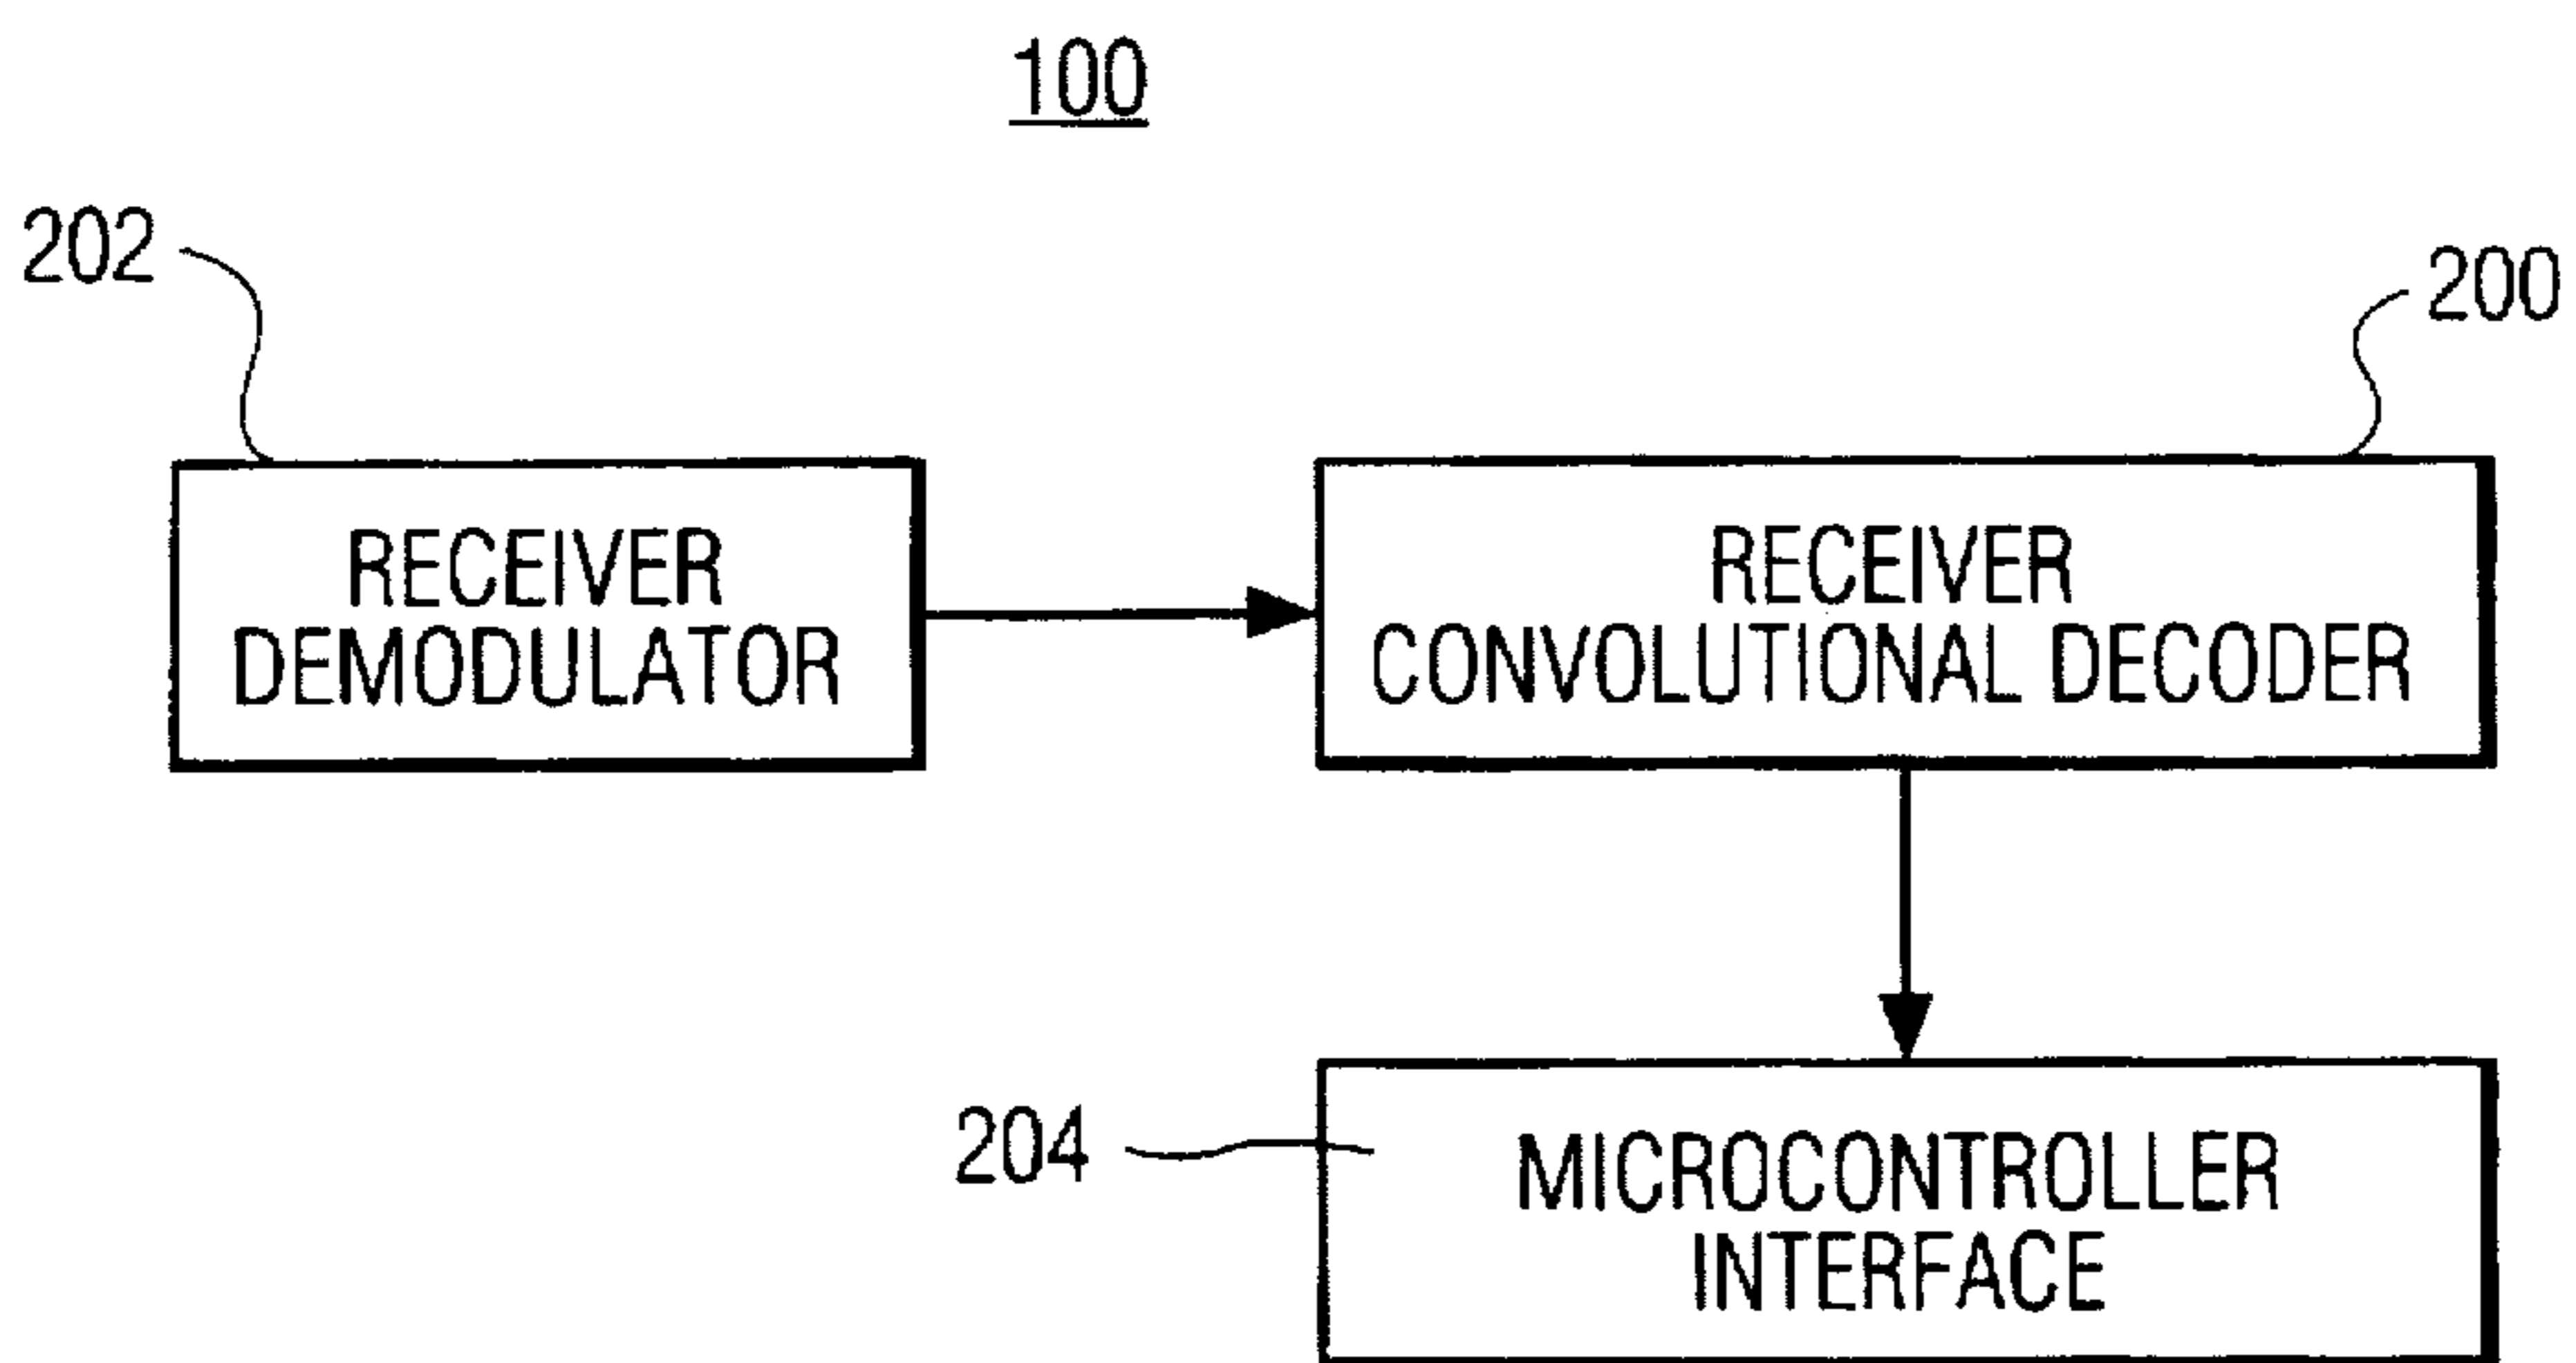 100
202
200
RECEIVER
DEMODULATOR
RECEIVER
CONVOLUTIONAL DECODER
204
MICROCONTROLLER
INTERFACE